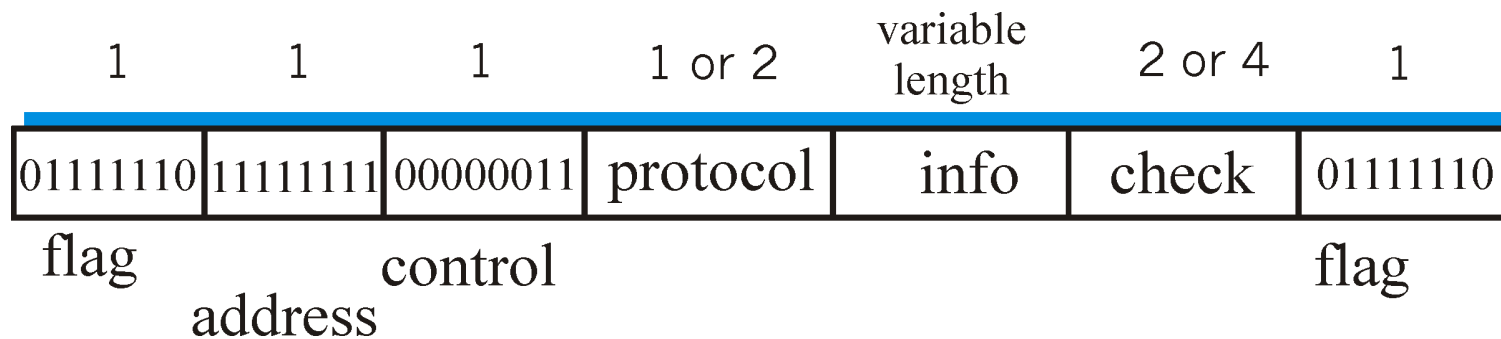 1 1 1 1 or 2 variable length 2 or 4 1
01111110 11111111 00000011 protocol info check 01111110
flag control flag
address